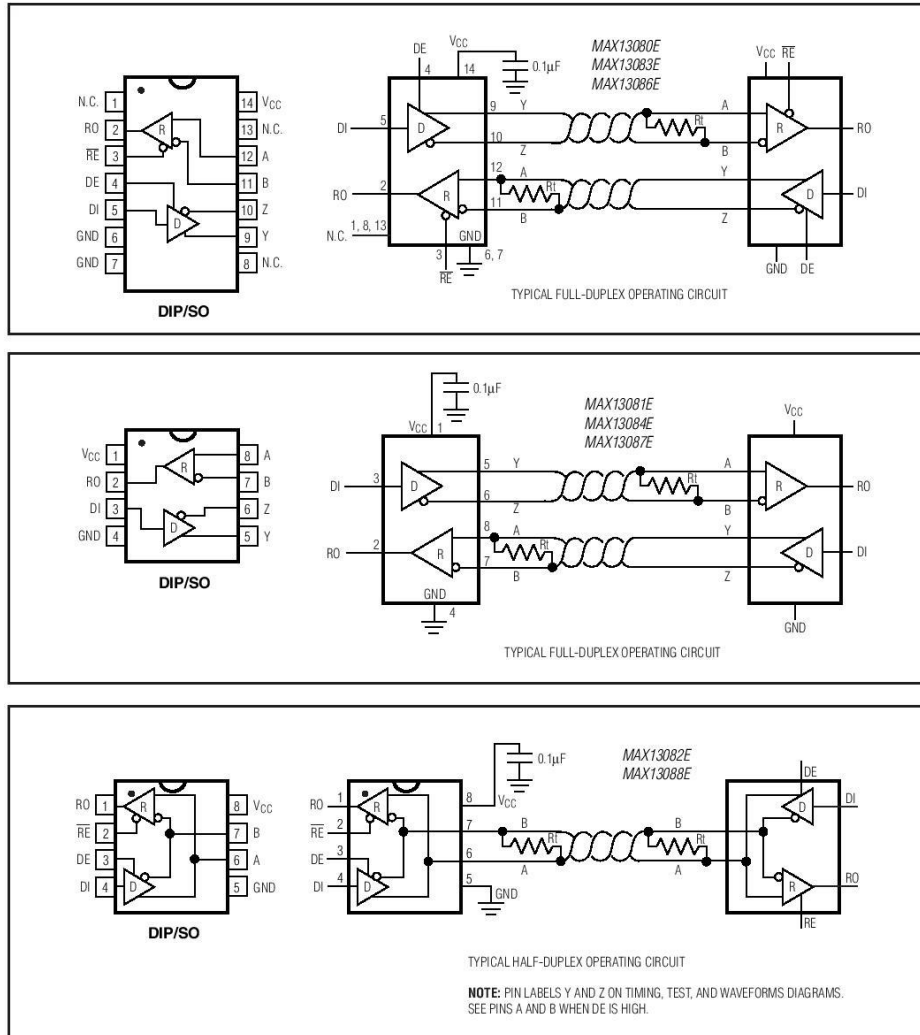 N.C. 1
RO 2
RE 3
DE 4
DI 5
GND 6
GND 7
14 VCC
13 N.C.
12 A
11 B
10 Z
9 Y
8 N.C.
R
D
DIP/SO
DE
4
VCC
14
0.1µF
MAX13080E
MAX13083E
MAX13086E
VCC RE
DI 5
D
9 Y
10 Z
Rt
A
B
R
RO
RO 2
R
12 A
11 B
Rt
Y
Z
D
DI
N.C. 1, 8, 13
3
RE
GND
6, 7
GND DE
TYPICAL FULL-DUPLEX OPERATING CIRCUIT
VCC 1
RO 2
DI 3
GND 4
8 A
7 B
6 Z
5 Y
R
D
DIP/SO
0.1µF
VCC 1
MAX13081E
MAX13084E
MAX13087E
VCC
DI 3
D
5 Y
6 Z
Rt
A
B
R
RO
RO 2
R
8 A
7 B
Rt
Y
Z
D
DI
GND
4
GND
TYPICAL FULL-DUPLEX OPERATING CIRCUIT
RO 1
RE 2
DE 3
DI 4
8 VCC
7 B
6 A
5 GND
R
D
DIP/SO
0.1µF
MAX13082E
MAX13088E
RO 1
RE 2
DE 3
DI 4
R
D
8
VCC
7 B
6 A
5
GND
Rt
B
Rt
A
DE
D
DI
R
RO
RE
TYPICAL HALF-DUPLEX OPERATING CIRCUIT
NOTE: PIN LABELS Y AND Z ON TIMING, TEST, AND WAVEFORMS DIAGRAMS.
SEE PINS A AND B WHEN DE IS HIGH.